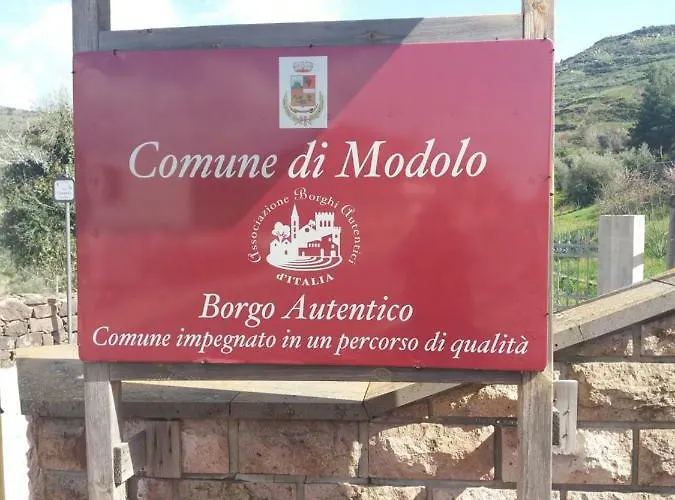 Comune di Modolo
Associazione Borghi Autentici
d'ITALIA
Borgo Autentico
Comune impegnato in un percorso di qualità